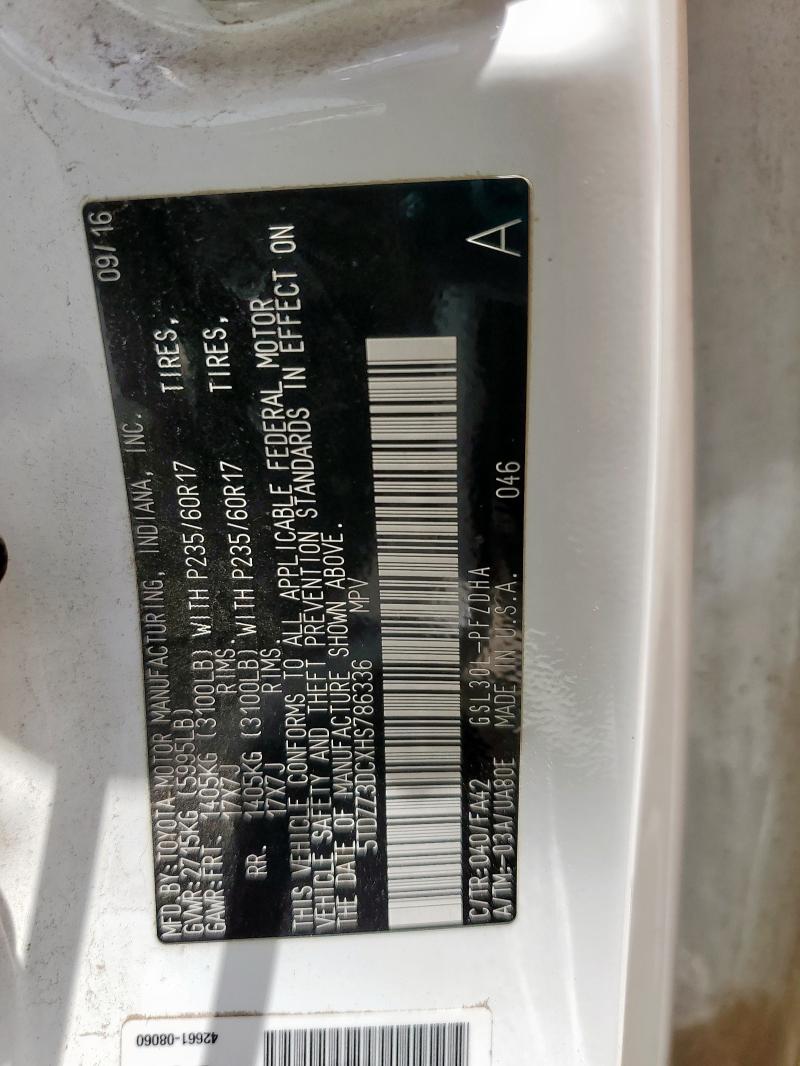 MFD BY:TOYOTA MOTOR MANUFACTURING, INDIANA, INC. 09/16
GVWR:2715KG (5995LB)
GAWR:FRT. 1405KG (3100LB) WITH P235/60R17 TIRES,
17X7J RIMS.
RR. 1405KG (3100LB) WITH P235/60R17 TIRES,
17X7J RIMS.
THIS VEHICLE CONFORMS TO ALL APPLICABLE FEDERAL MOTOR
VEHICLE SAFETY AND THEFT PREVENTION STANDARDS IN EFFECT ON
THE DATE OF MANUFACTURE SHOWN ABOVE.
5TDZZ3DCXHS786336 MPV
C/TR:040/FA42 GSL30L-PFZDHA
A/TM:-03A/UA80E MADE IN U.S.A. 046 A
42661-08060